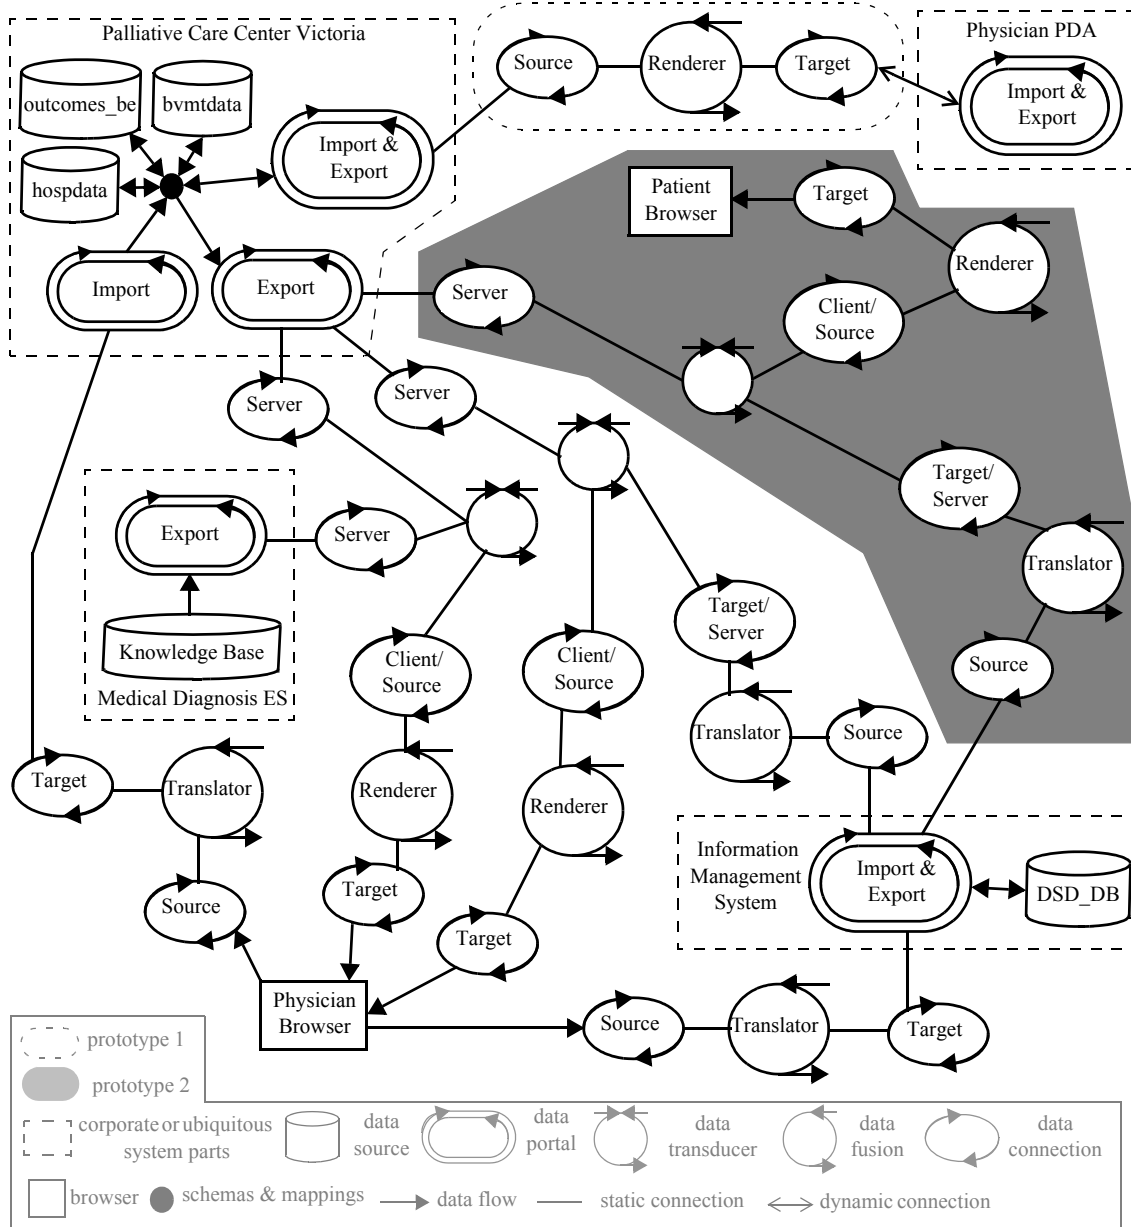 Palliative Care Center Victoria
Physician PDA
Source
Renderer
Target
Import &
Export
outcomes_be
bvmtdata
hospdata
Import &
Export
Import
Export
Patient
Browser
Target
Renderer
Server
Client/
Source
Server
Server
Target/
Server
Translator
Source
Export
Knowledge Base
Medical Diagnosis ES
Server
Client/
Source
Client/
Source
Target/
Server
Translator
Source
Target
Translator
Renderer
Renderer
Source
Target
Target
Information
Management
System
Import &
Export
DSD_DB
Physician
Browser
Source
Translator
Target
prototype 1
prototype 2
corporate or ubiquitous
system parts
data
source
data
portal
data
transducer
data
fusion
data
connection
browser
schemas & mappings
data flow
static connection
dynamic connection